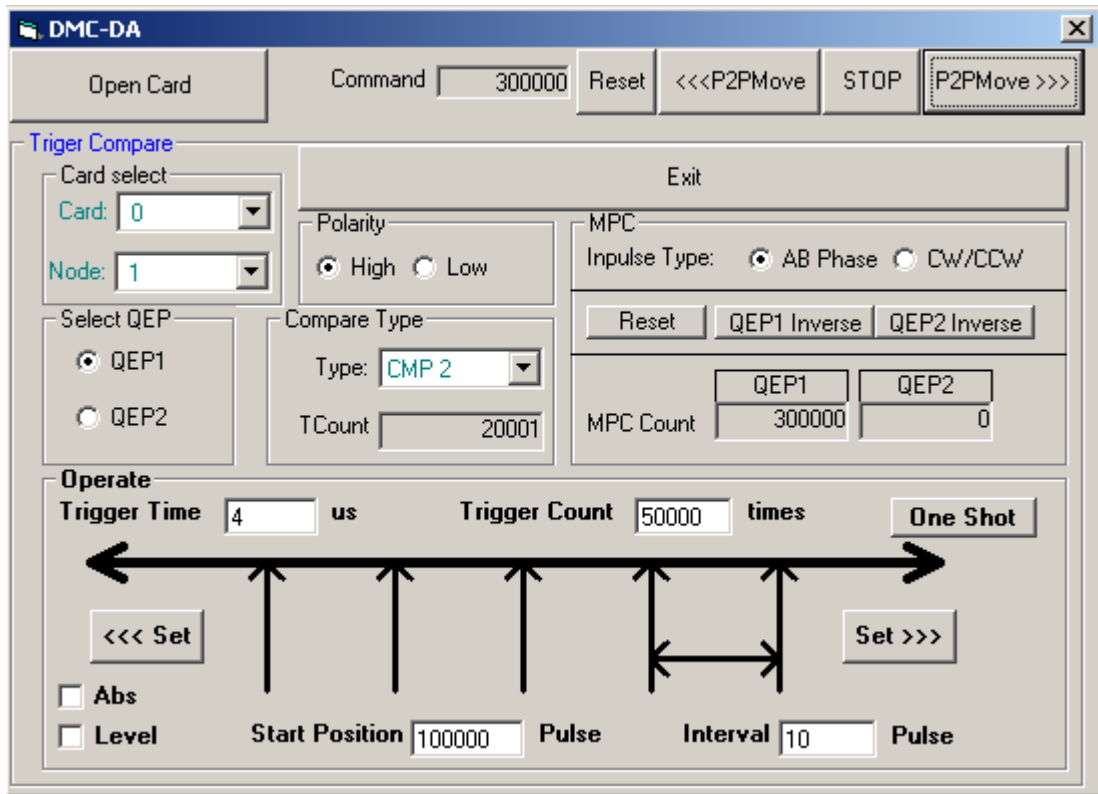 DMC-DA
Open Card Command 300000 Reset <<<P2PMove STOP P2PMove >>>
Triger Compare
Card select
Card: 0
Node: 1
Exit
Polarity
High Low
MPC
Inpulse Type: AB Phase CW/CCW
Reset QEP1 Inverse QEP2 Inverse
QEP1 QEP2
MPC Count 300000 0
Select QEP
QEP1
QEP2
Compare Type
Type: CMP 2
TCount 20001
Operate
Trigger Time 4 us Trigger Count 50000 times One Shot
<<< Set Set >>>
Abs
Level Start Position 100000 Pulse Interval 10 Pulse